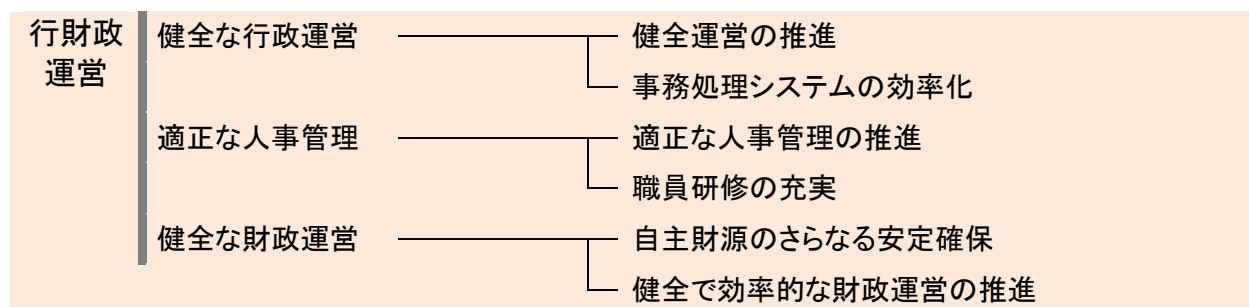 行財政
運営
健全な行政運営
健全運営の推進
事務処理システムの効率化
適正な人事管理
適正な人事管理の推進
職員研修の充実
健全な財政運営
自主財源のさらなる安定確保
健全で効率的な財政運営の推進